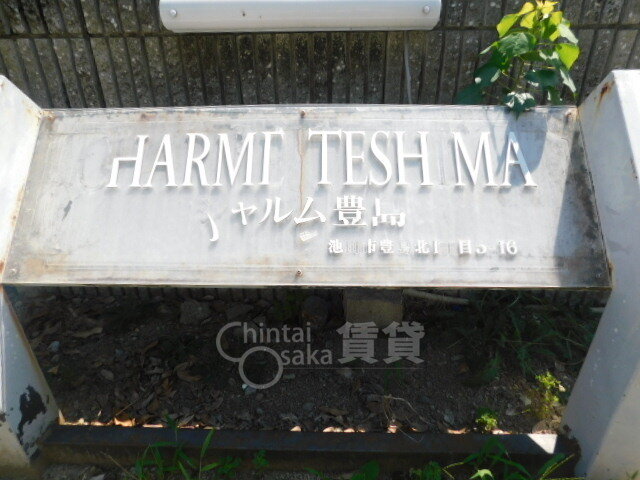 HARME TESH MA
ャルム豊島
池田市豊島北1丁目3-16
Chintai
Osaka 賃貸